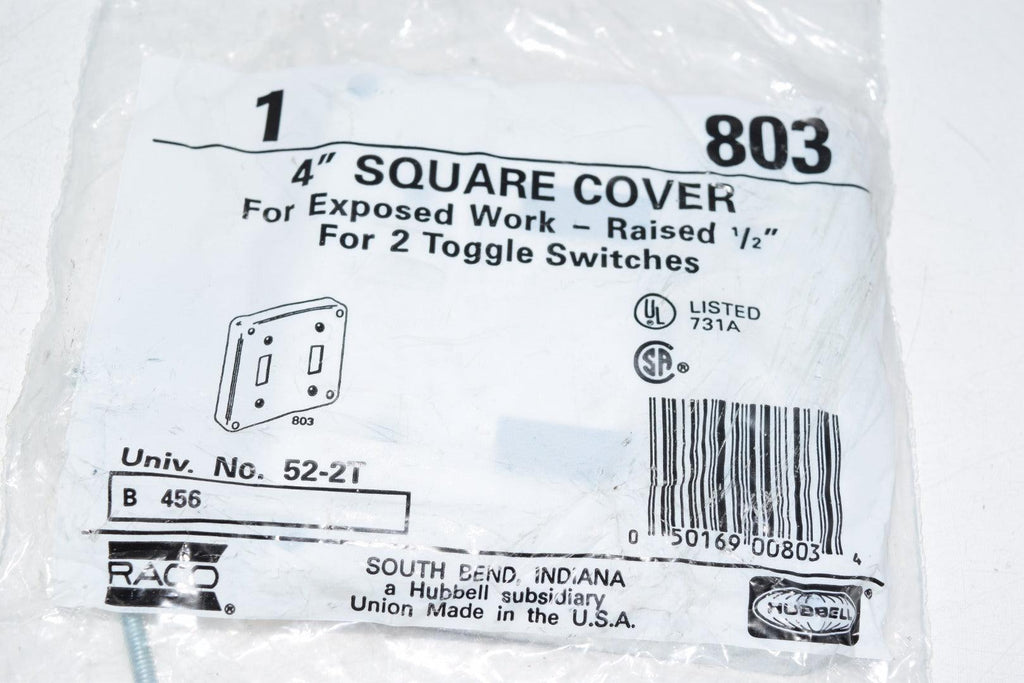 1 803
4" SQUARE COVER
For Exposed Work – Raised 1/2"
For 2 Toggle Switches
UL LISTED
731A
SA ®
803
Univ. No. 52-2T
B 456
0 50169 00803 4
RACO ®
SOUTH BEND, INDIANA
a Hubbell subsidiary
Union Made in the U.S.A.
HUBBELL ®